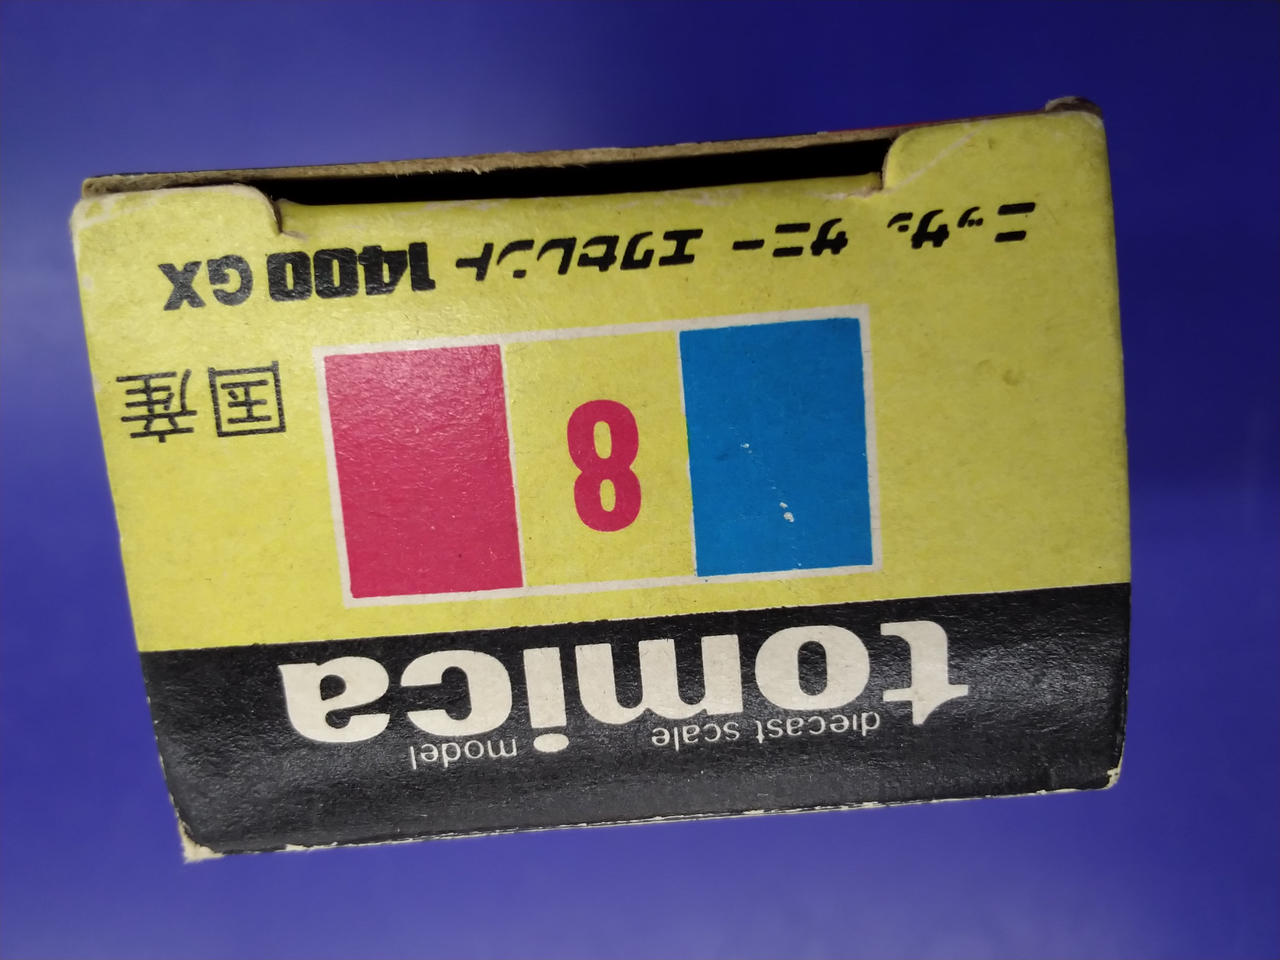 diecast scale model
tomica
8
国産
ニッサン サニー エクセレント 1400 GX